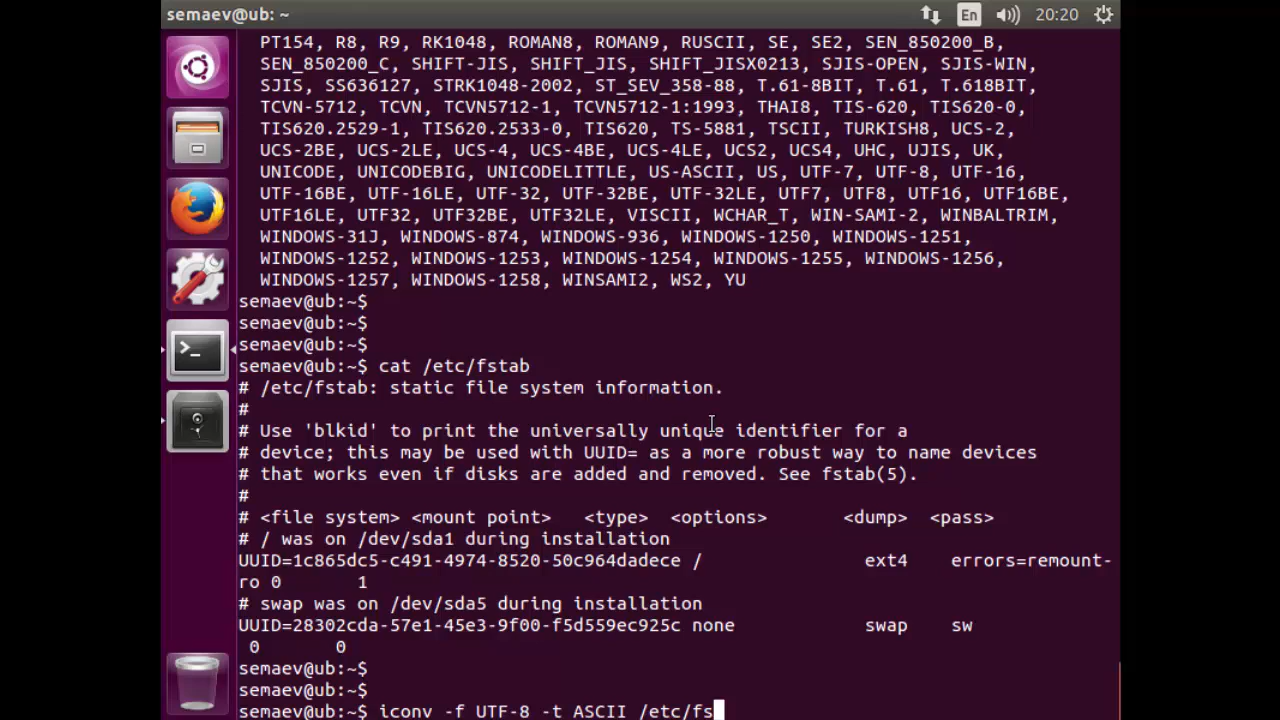 semaev@ub: ~
En
20:20
PT154, R8, R9, RK1048, ROMAN8, ROMAN9, RUSCII, SE, SE2, SEN_850200_B,
SEN_850200_C, SHIFT-JIS, SHIFT_JIS, SHIFT_JISX0213, SJIS-OPEN, SJIS-WIN,
SJIS, SS636127, STRK1048-2002, ST_SEV_358-88, T.61-8BIT, T.61, T.618BIT,
TCVN-5712, TCVN, TCVN5712-1, TCVN5712-1:1993, THAI8, TIS-620, TIS620-0,
TIS620.2529-1, TIS620.2533-0, TIS620, TS-5881, TSCII, TURKISH8, UCS-2,
UCS-2BE, UCS-2LE, UCS-4, UCS-4BE, UCS-4LE, UCS2, UCS4, UHC, UJIS, UK,
UNICODE, UNICODEBIG, UNICODELITTLE, US-ASCII, US, UTF-7, UTF-8, UTF-16,
UTF-16BE, UTF-16LE, UTF-32, UTF-32BE, UTF-32LE, UTF7, UTF8, UTF16, UTF16BE,
UTF16LE, UTF32, UTF32BE, UTF32LE, VISCII, WCHAR_T, WIN-SAMI-2, WINBALTRIM,
WINDOWS-31J, WINDOWS-874, WINDOWS-936, WINDOWS-1250, WINDOWS-1251,
WINDOWS-1252, WINDOWS-1253, WINDOWS-1254, WINDOWS-1255, WINDOWS-1256,
WINDOWS-1257, WINDOWS-1258, WINSAMI2, WS2, YU
semaev@ub:~$
semaev@ub:~$
semaev@ub:~$
semaev@ub:~$ cat /etc/fstab
# /etc/fstab: static file system information.
#
# Use 'blkid' to print the universally unique identifier for a
# device; this may be used with UUID= as a more robust way to name devices
# that works even if disks are added and removed. See fstab(5).
#
# <file system> <mount point>   <type>  <options>       <dump>  <pass>
# / was on /dev/sda1 during installation
UUID=1c865dc5-c491-4974-8520-50c964dadece /               ext4    errors=remount-
ro 0       1
# swap was on /dev/sda5 during installation
UUID=28302cda-57e1-45e3-9f00-f5d559ec925c none            swap    sw
 0       0
semaev@ub:~$
semaev@ub:~$
semaev@ub:~$ iconv -f UTF-8 -t ASCII /etc/fs